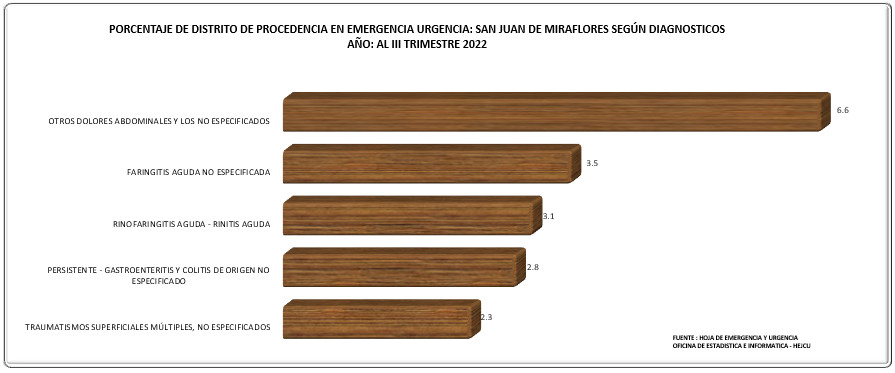 PORCENTAJE DE DISTRITO DE PROCEDENCIA EN EMERGENCIA URGENCIA: SAN JUAN DE MIRAFLORES SEGÚN DIAGNOSTICOS
AÑO: AL III TRIMESTRE 2022
OTROS DOLORES ABDOMINALES Y LOS NO ESPECIFICADOS
6.6
FARINGITIS AGUDA NO ESPECIFICADA
3.5
RINOFARINGITIS AGUDA - RINITIS AGUDA
3.1
PERSISTENTE - GASTROENTERITIS Y COLITIS DE ORIGEN NO
ESPECIFICADO
2.8
TRAUMATISMOS SUPERFICIALES MÚLTIPLES, NO ESPECIFICADOS
2.3
FUENTE : HOJA DE EMERGENCIA Y URGENCIA
OFICINA DE ESTADISTICA E INFORMATICA - HEJCU